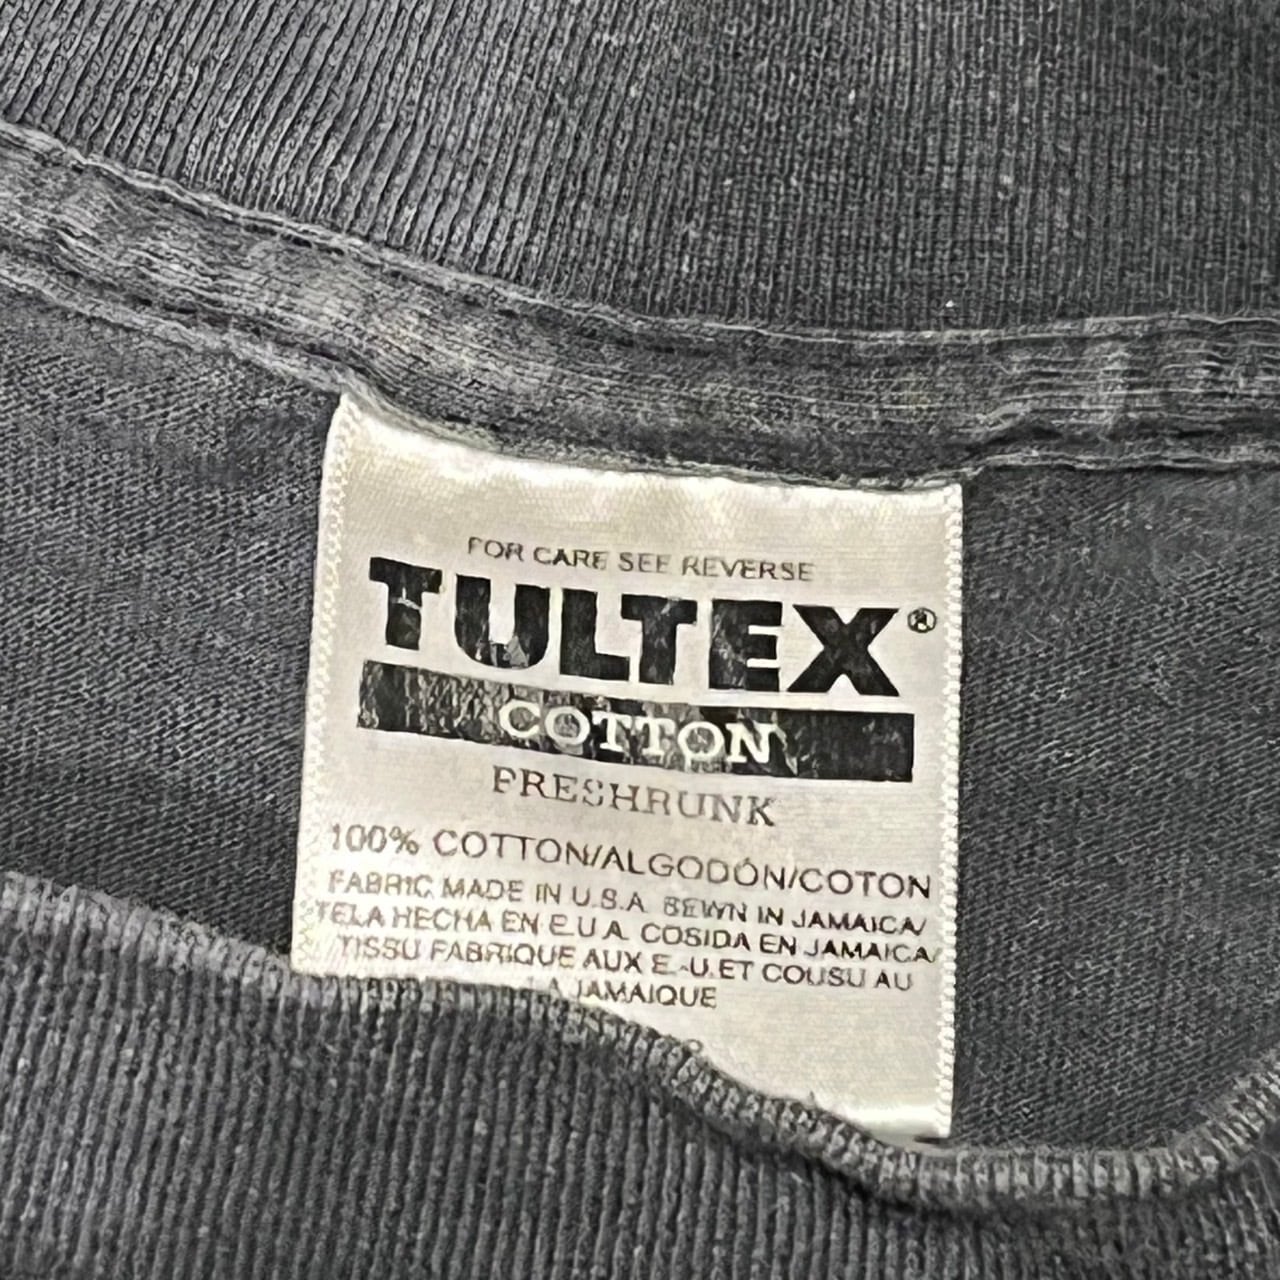 FOR CARE SEE REVERSE
TULTEX®
COTTON
PRESHRUNK
100% COTTON/ALGODÓN/COTON
FABRIC MADE IN U.S.A. SEWN IN JAMAICA/
TELA HECHA EN E.U.A. COSIDA EN JAMAICA/
TISSU FABRIQUE AUX E.-U. ET COUSU AU
LA JAMAIQUE